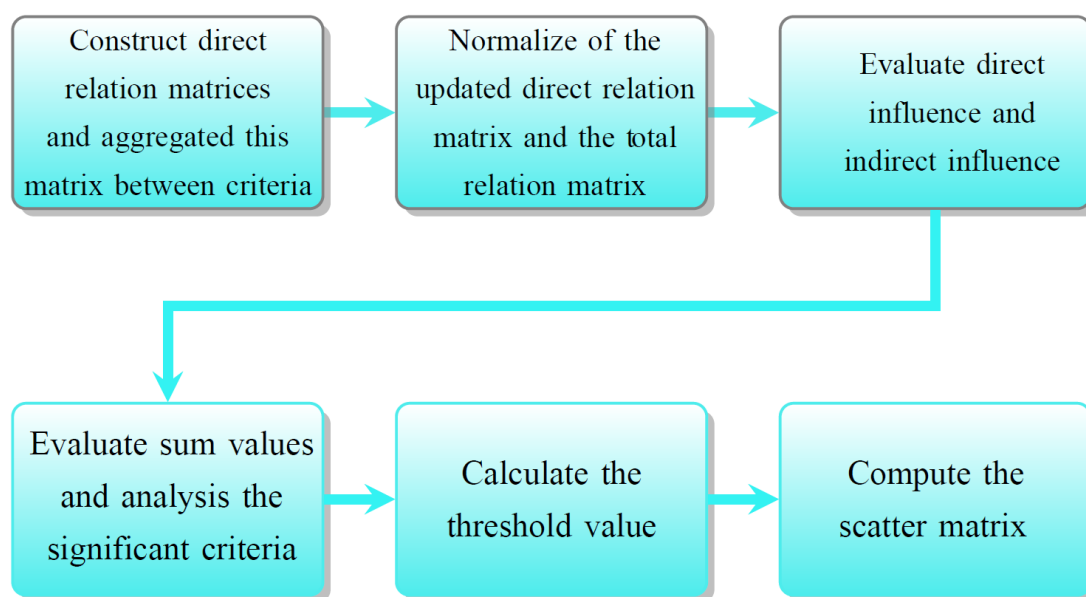 Construct direct
relation matrices
and aggregated this
matrix between criteria
Normalize of the
updated direct relation
matrix and the total
relation matrix
Evaluate direct
influence and
indirect influence
Evaluate sum values
and analysis the
significant criteria
Calculate the
threshold value
Compute the
scatter matrix